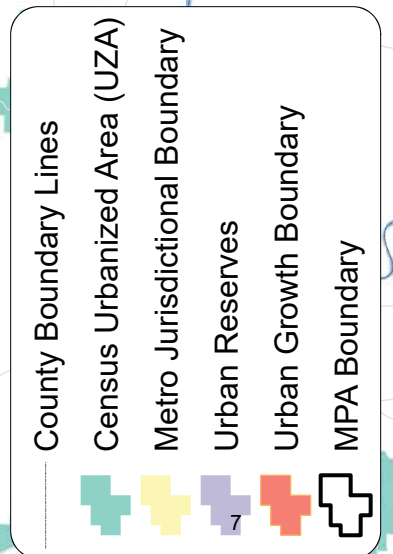 County Boundary Lines
Census Urbanized Area (UZA)
Metro Jurisdictional Boundary
Urban Reserves
Urban Growth Boundary
MPA Boundary
7